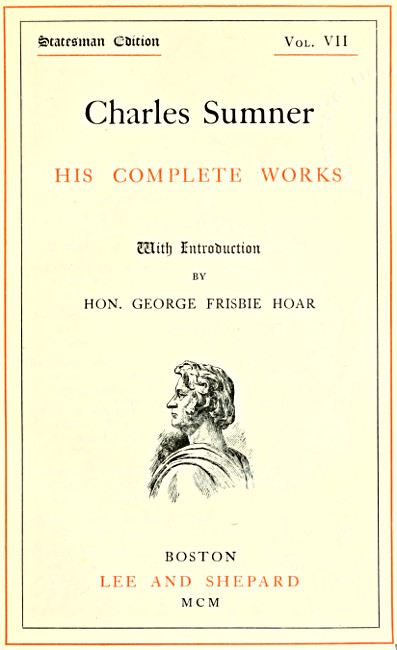 Statesman Edition
VOL. VII
Charles Sumner
HIS COMPLETE WORKS
With Introduction
BY
HON. GEORGE FRISBIE HOAR
BOSTON
LEE AND SHEPARD
MCM